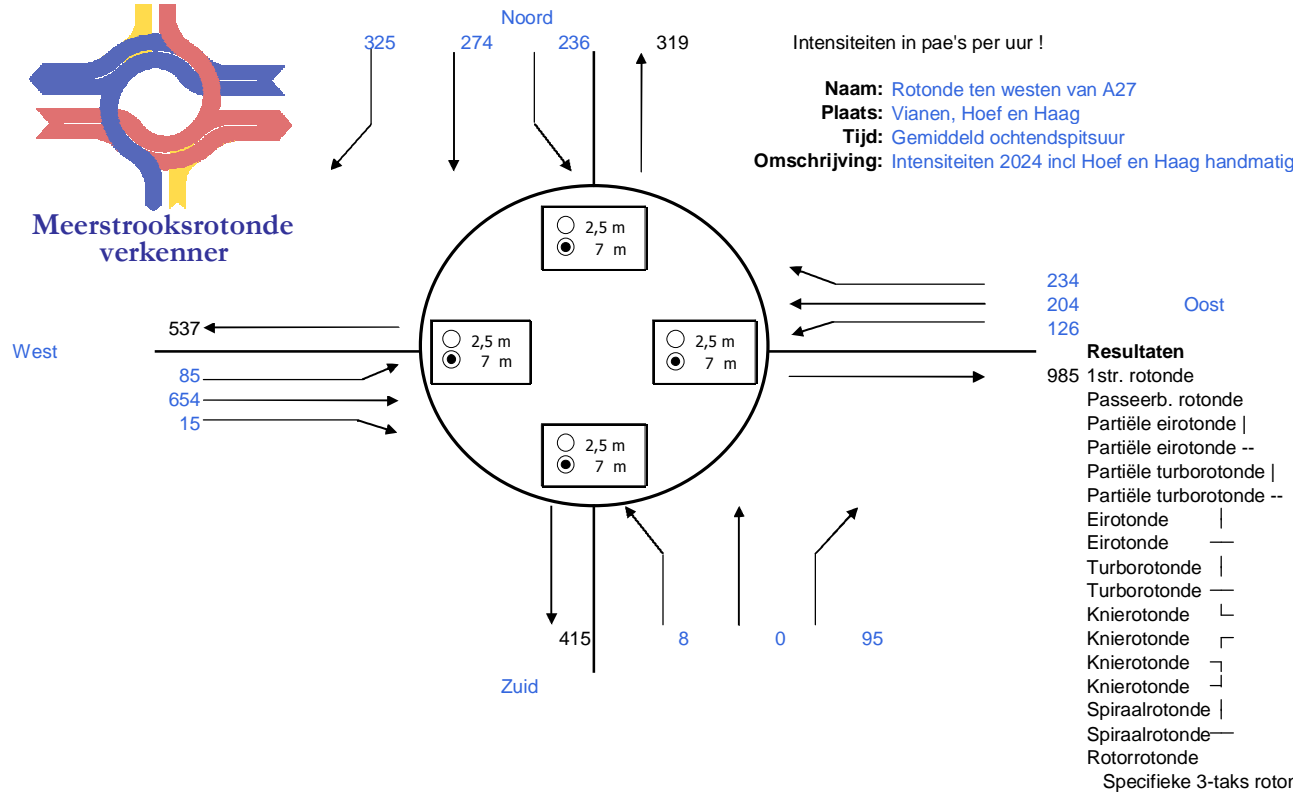 Noord
325 274 236 319
Intensiteiten in pae's per uur !
Naam: Rotonde ten westen van A27
Plaats: Vianen, Hoef en Haag
Tijd: Gemiddeld ochtendspitsuur
Omschrijving: Intensiteiten 2024 incl Hoef en Haag handmatig
Meerstrooksrotonde
verkenner
2,5 m
7 m
234
204 Oost
126
537
West
2,5 m
7 m
2,5 m
7 m
85
654
15
985
2,5 m
7 m
415 8 0 95
Zuid
Resultaten
1str. rotonde
Passeerb. rotonde
Partiële eirotonde |
Partiële eirotonde --
Partiële turborotonde |
Partiële turborotonde --
Eirotonde
Eirotonde
Turborotonde
Turborotonde
Knierotonde
Knierotonde
Knierotonde
Knierotonde
Spiraalrotonde
Spiraalrotonde
Rotorrotonde
Specifieke 3-taks rotor